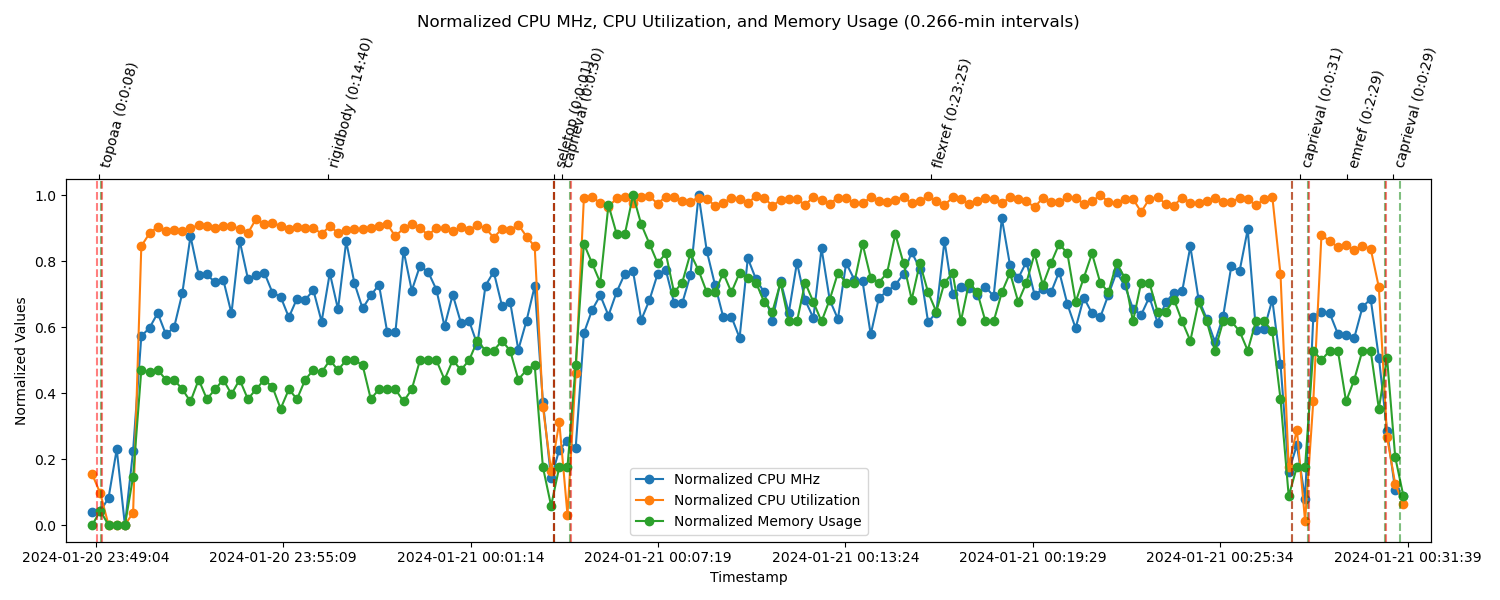 Normalized CPU MHz, CPU Utilization, and Memory Usage (0.266-min intervals)
topoaa (0:0:08)
rigidbody (0:14:40)
seletop (0:0:01)
caprieval (0:0:30)
flexref (0:23:25)
caprieval (0:0:31)
emref (0:2:29)
caprieval (0:0:29)
Normalized Values
1.0
0.8
0.6
0.4
0.2
0.0
Normalized CPU MHz
Normalized CPU Utilization
Normalized Memory Usage
2024-01-20 23:49:04
2024-01-20 23:55:09
2024-01-21 00:01:14
2024-01-21 00:07:19
2024-01-21 00:13:24
2024-01-21 00:19:29
2024-01-21 00:25:34
2024-01-21 00:31:39
Timestamp